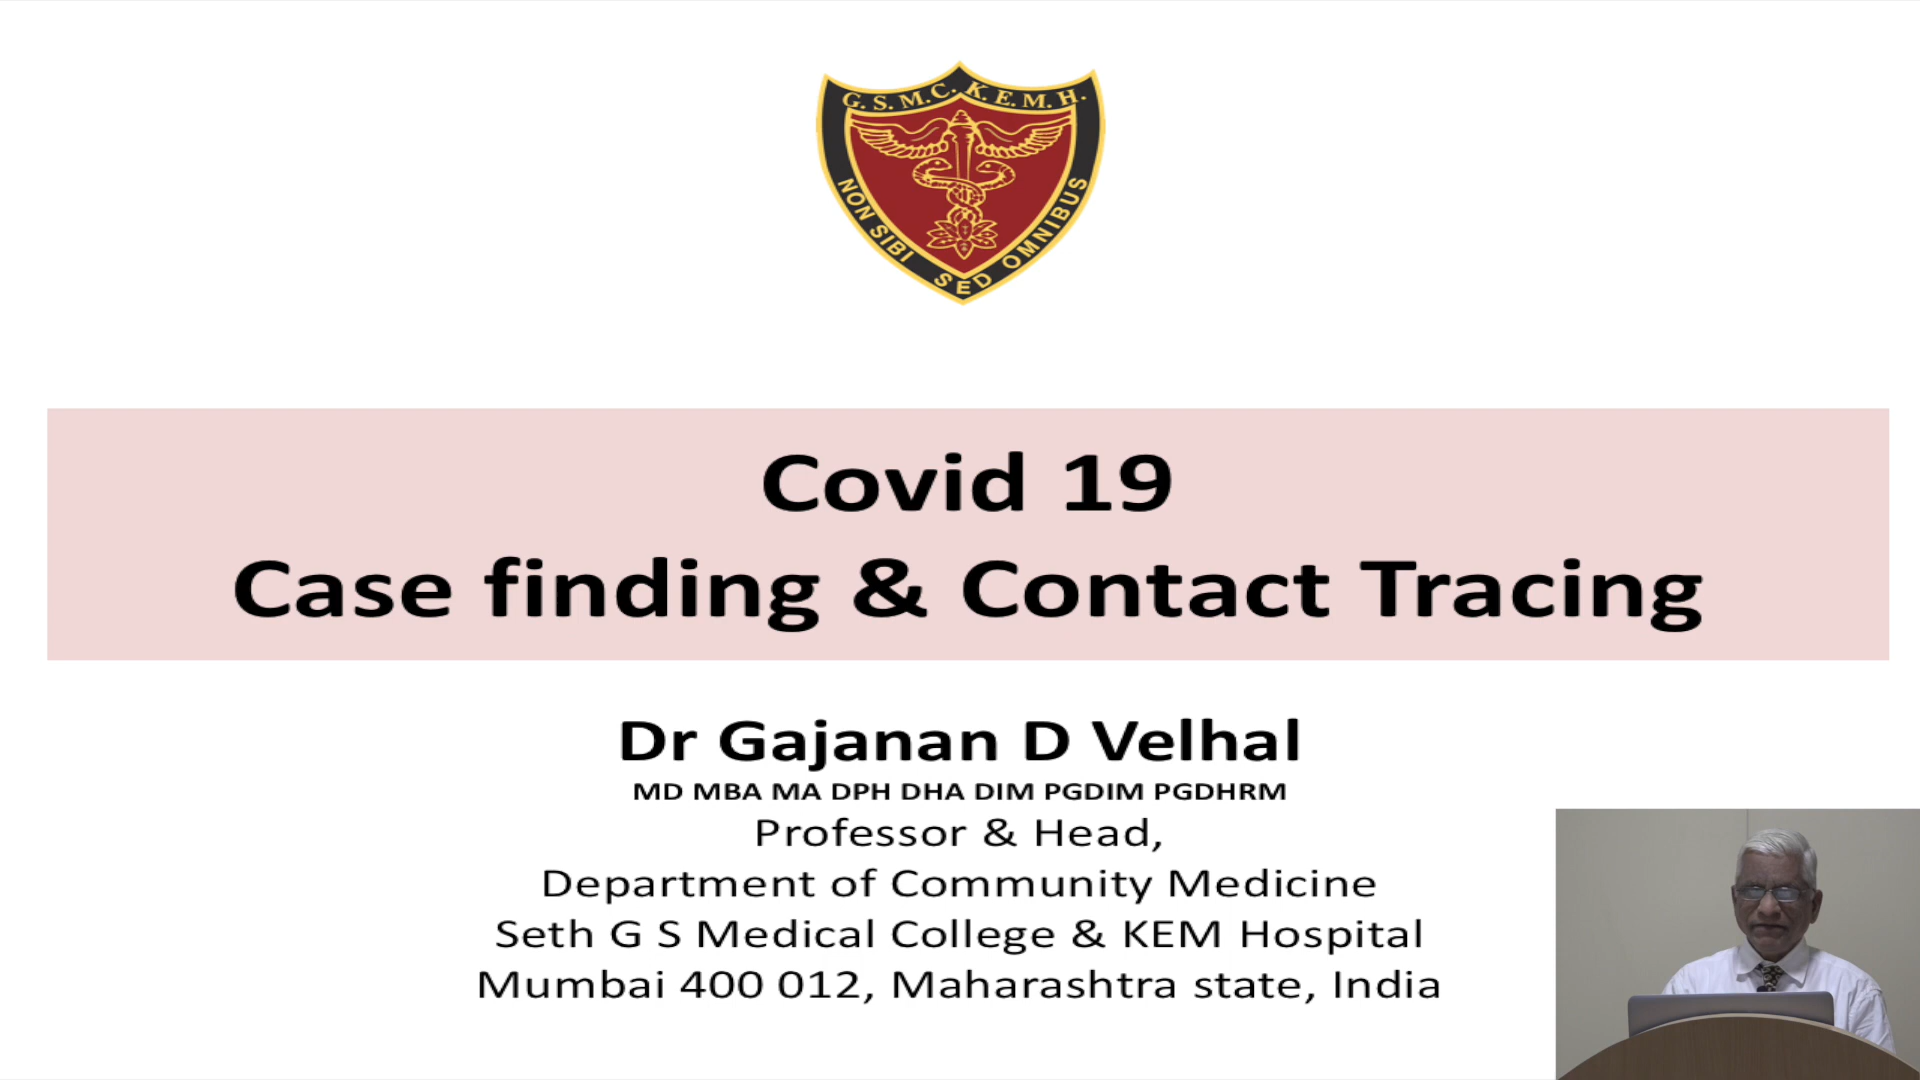 G. S. M. C. K. E. M. H.
NON SIBI SED OMNIBUS
Covid 19
Case finding & Contact Tracing
Dr Gajanan D Velhal
MD MBA MA DPH DHA DIM PGDIM PGDHRM
Professor & Head,
Department of Community Medicine
Seth G S Medical College & KEM Hospital
Mumbai 400 012, Maharashtra state, India